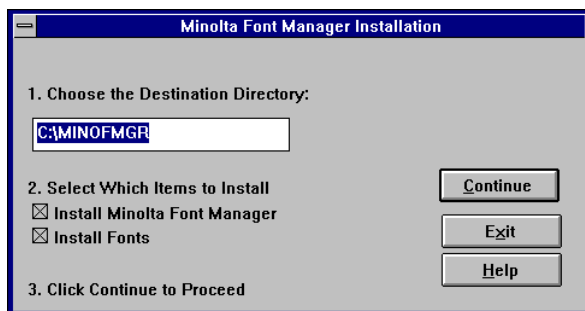 Minolta Font Manager Installation
1. Choose the Destination Directory:
C:\MINOFMGR
2. Select Which Items to Install
Install Minolta Font Manager
Install Fonts
Continue
Exit
Help
3. Click Continue to Proceed